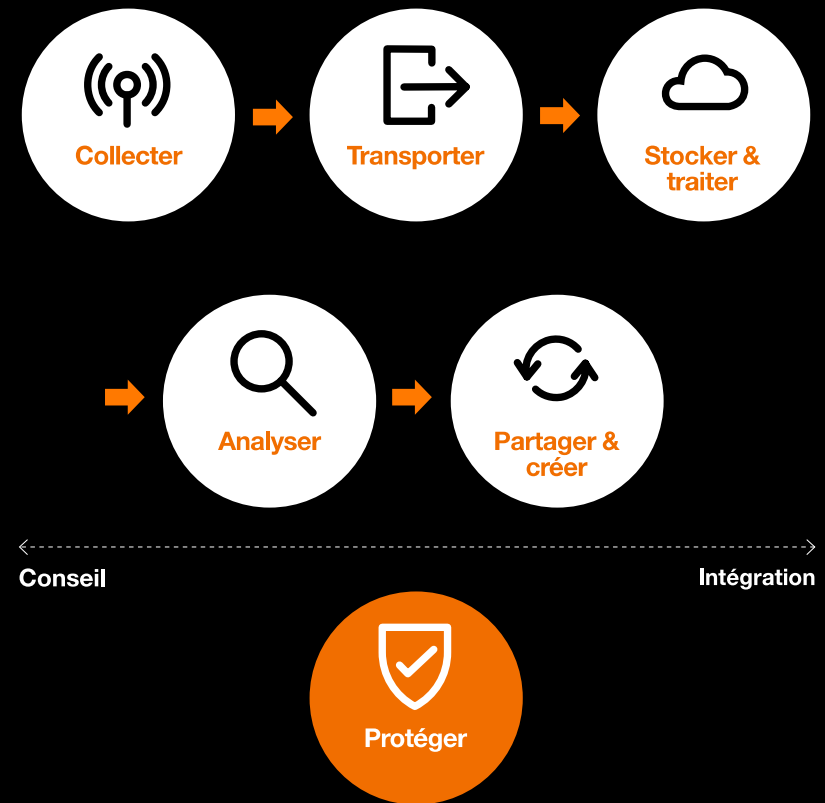 Collecter
Transporter
Stocker &
traiter
Analyser
Partager &
créer
Conseil
Intégration
Protéger